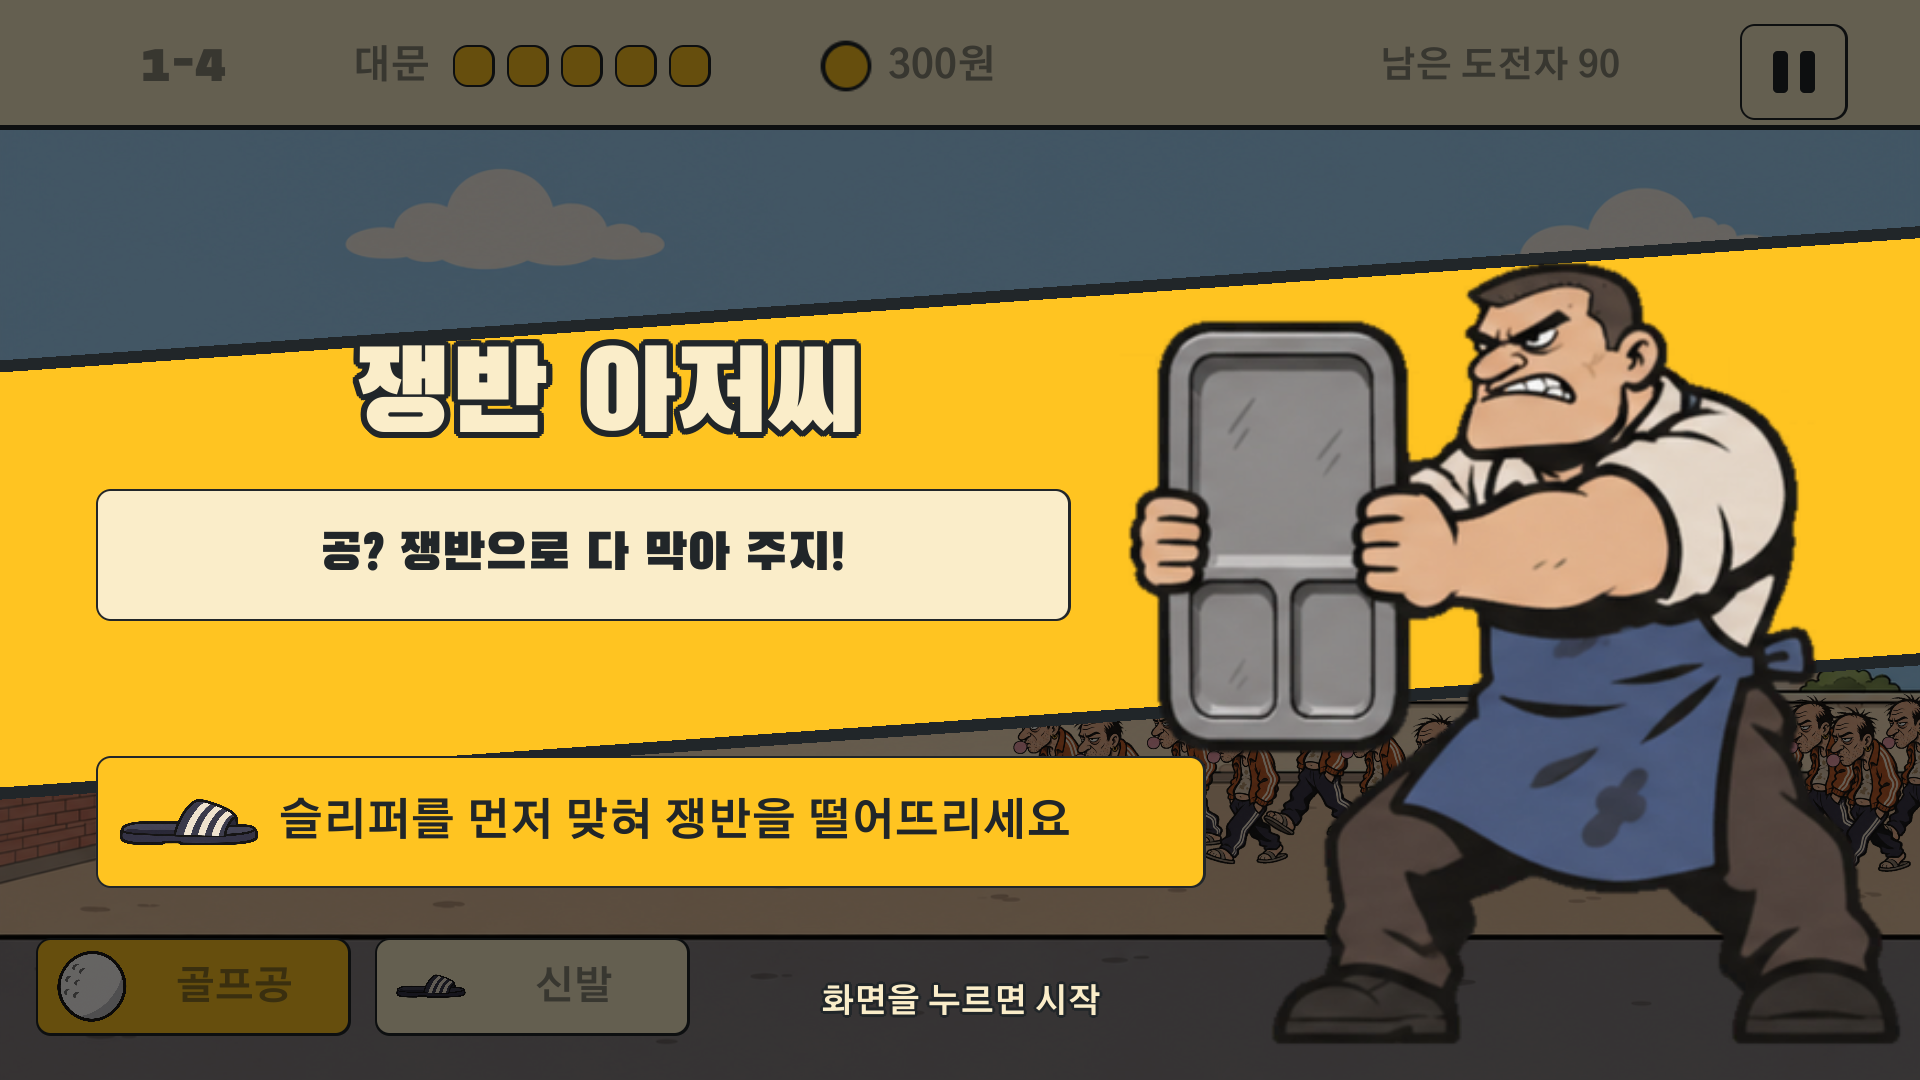 1-4
대문
300원
남은 도전자 90
쟁반 아저씨
공? 쟁반으로 다 막아 주지!
슬리퍼를 먼저 맞혀 쟁반을 떨어뜨리세요
골프공
신발
화면을 누르면 시작